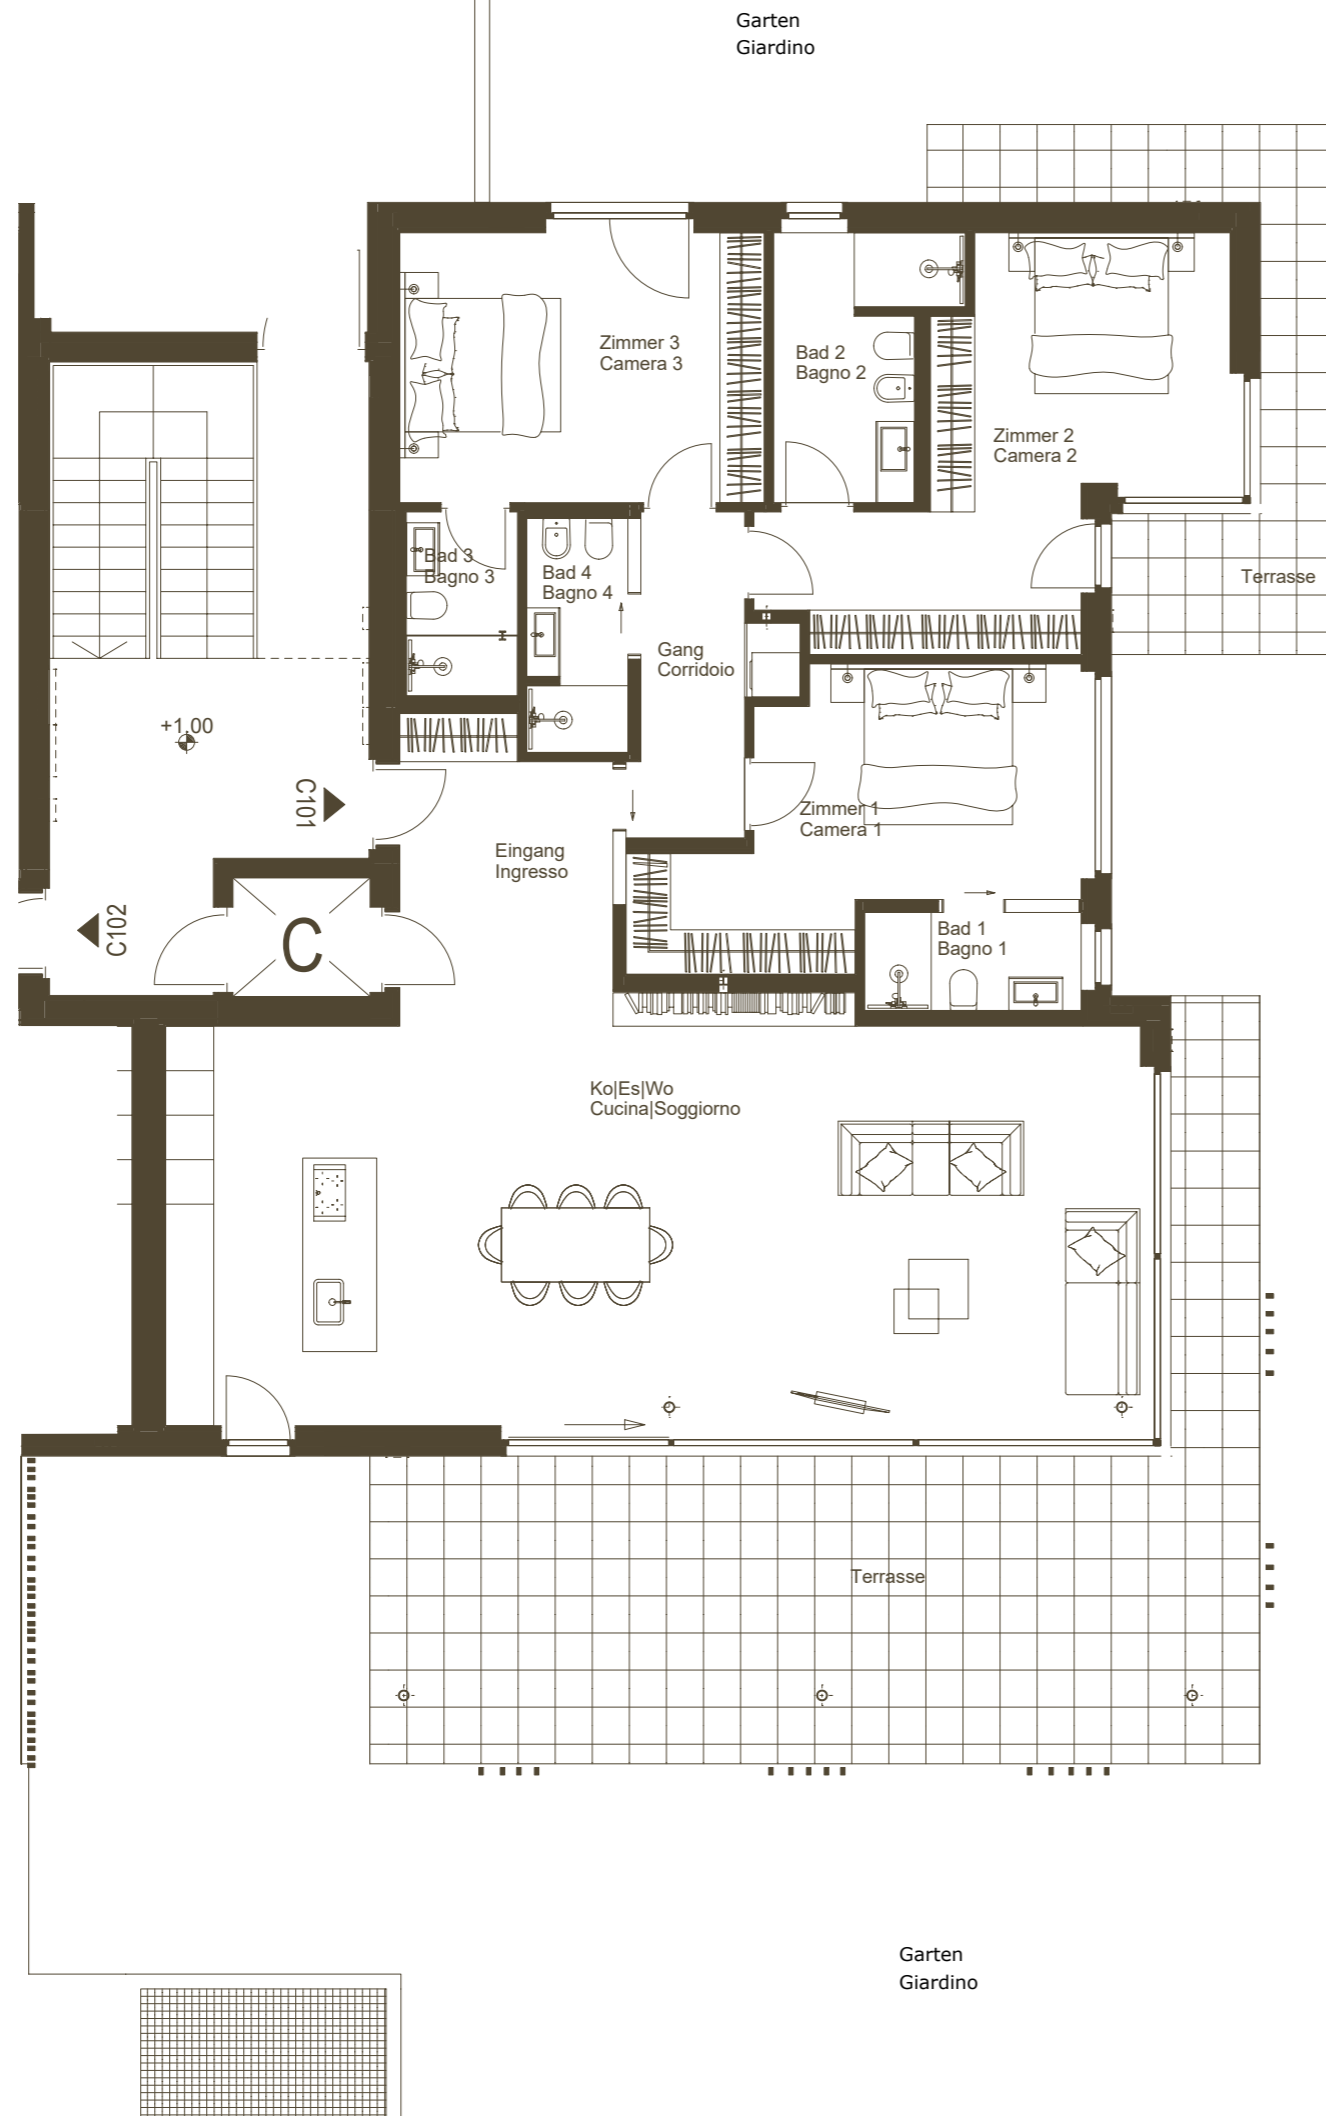 Garten
Giardino
Zimmer 3
Camera 3
Bad 2
Bagno 2
Zimmer 2
Camera 2
Bad 3
Bagno 3
Bad 4
Bagno 4
Terrasse
Gang
Corridoio
+1.00
C101
Zimmer 1
Camera 1
Eingang
Ingresso
C102
C
Bad 1
Bagno 1
Ko|Es|Wo
Cucina|Soggiorno
Terrasse
Garten
Giardino